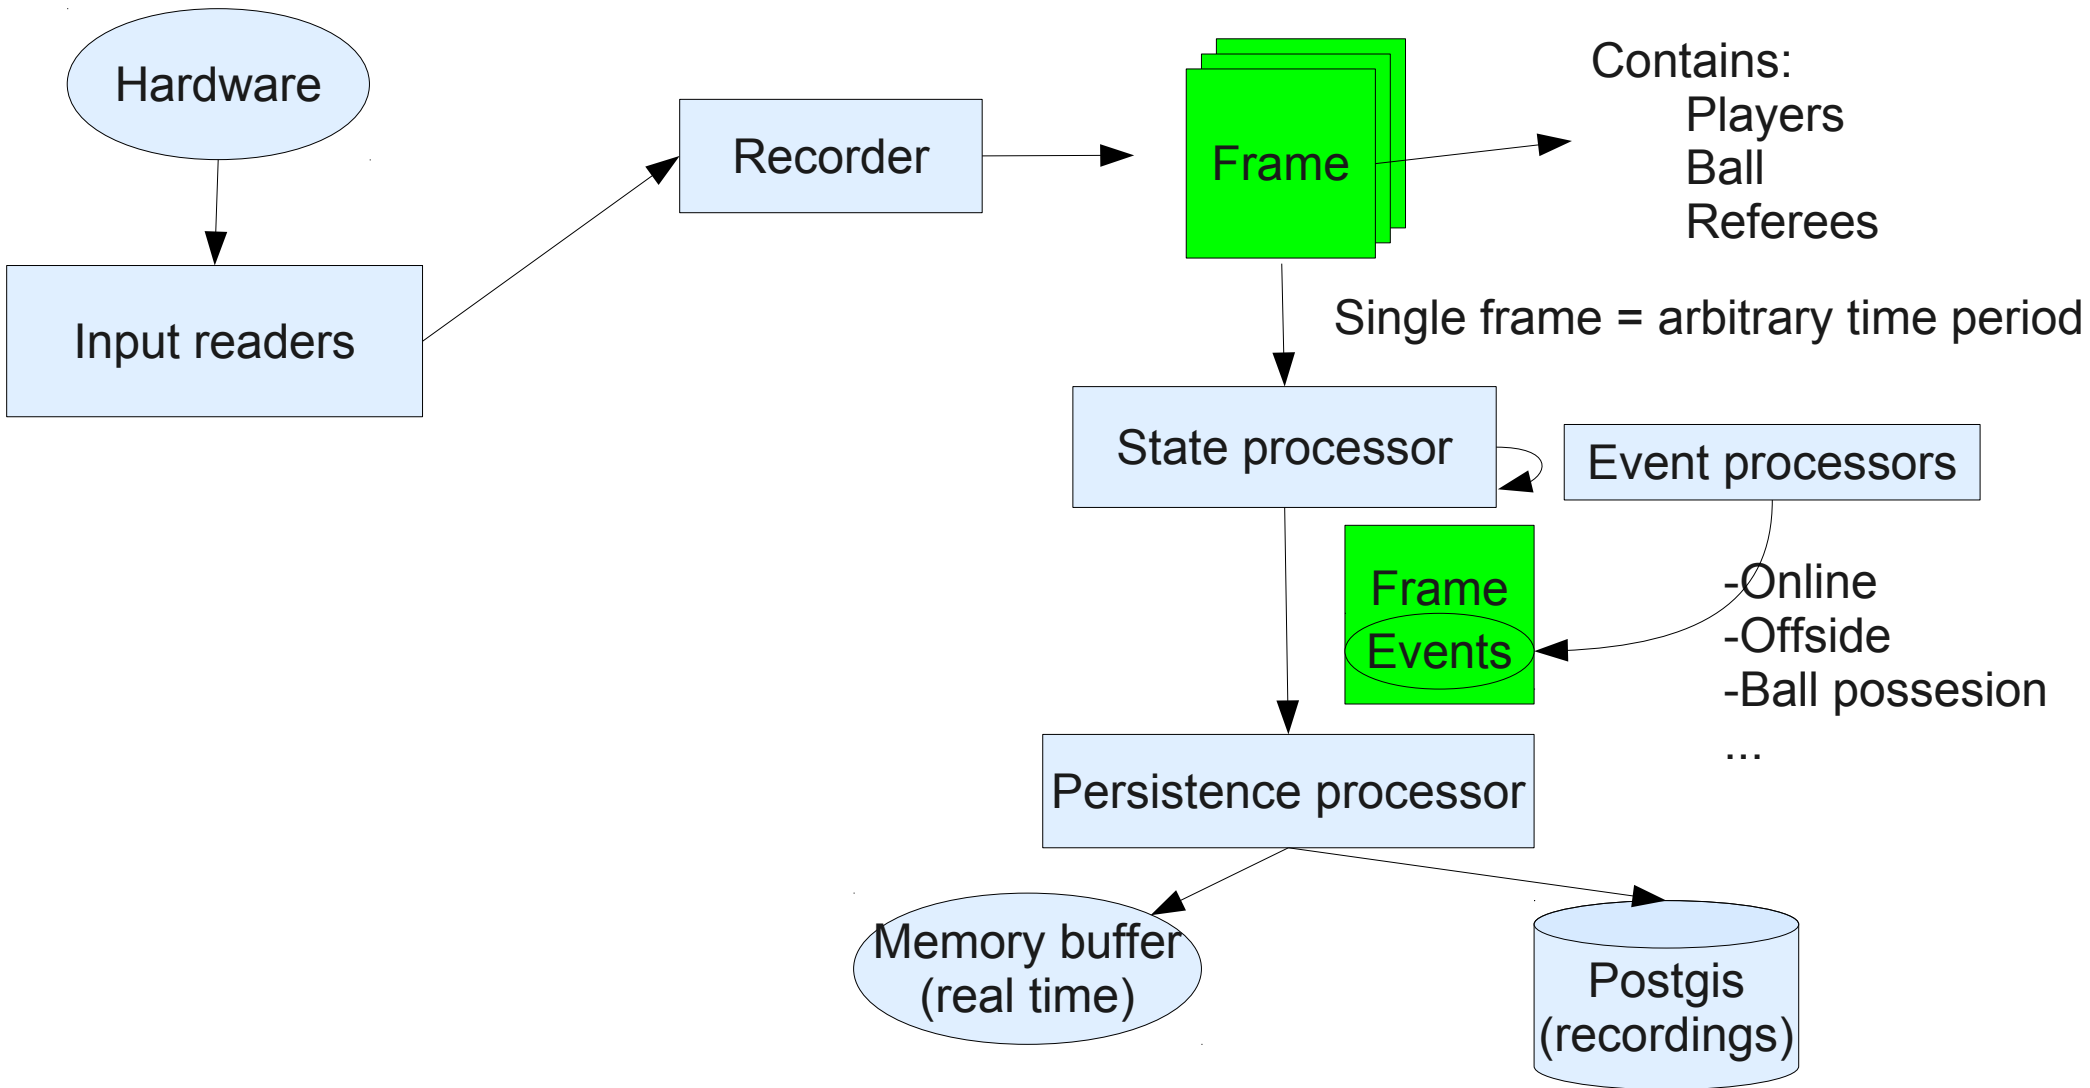 Hardware
Input readers
Recorder
Frame
Contains:
Players
Ball
Referees
Single frame = arbitrary time period
State processor
Event processors
Frame
Events
-Online
-Offside
-Ball possesion
...
Persistence processor
Memory buffer
(real time)
Postgis
(recordings)